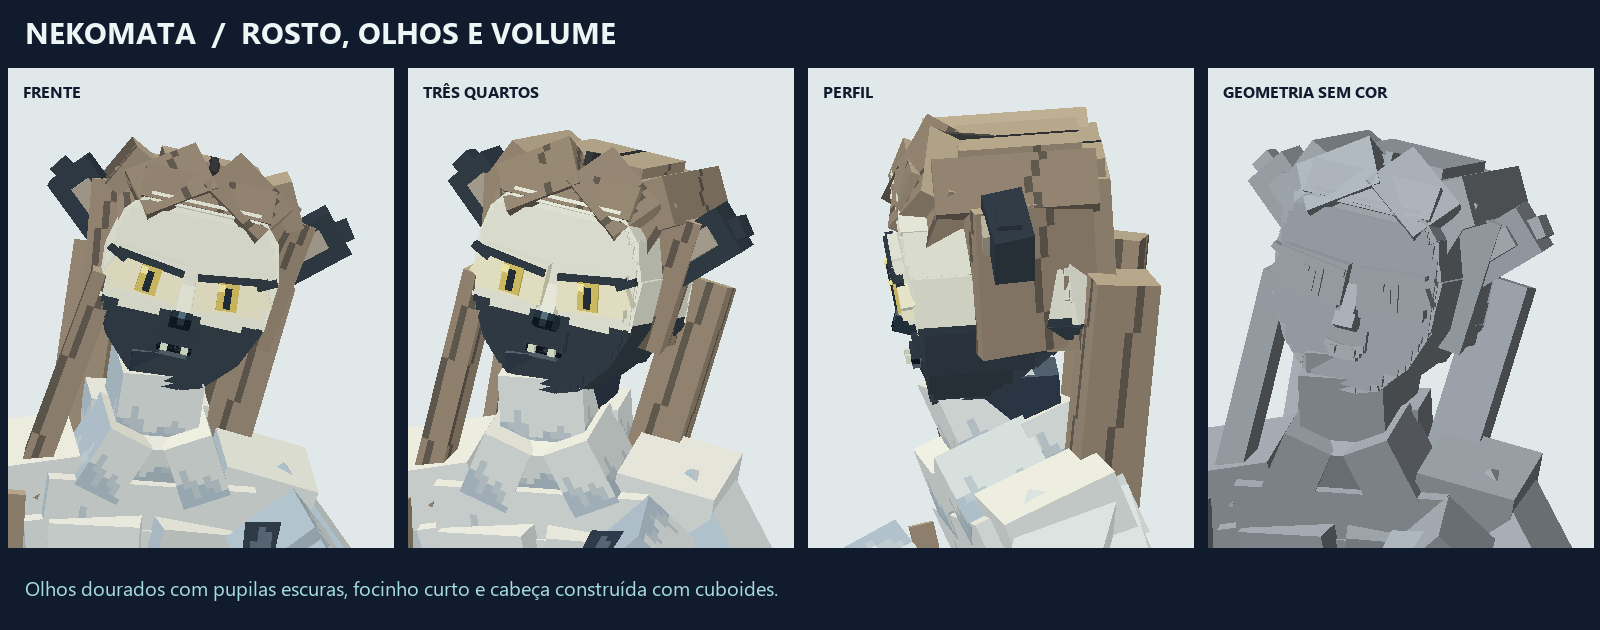 NEKOMATA / ROSTO, OLHOS E VOLUME
FRENTE
TRÊS QUARTOS
PERFIL
GEOMETRIA SEM COR
Olhos dourados com pupilas escuras, focinho curto e cabeça construída com cuboides.